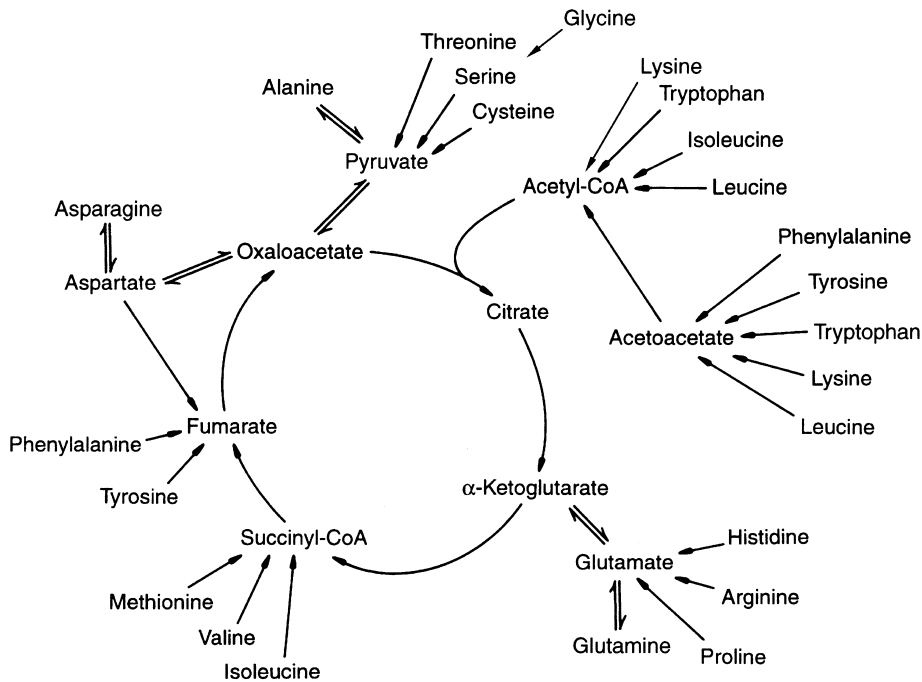 Glycine
Threonine
Lysine
Serine
Alanine
Tryptophan
Cysteine
Isoleucine
Pyruvate
Acetyl-CoA
Leucine
Asparagine
Phenylalanine
Oxaloacetate
Aspartate
Tyrosine
Citrate
Tryptophan
Acetoacetate
Lysine
Fumarate
Leucine
Phenylalanine
Tyrosine
α-Ketoglutarate
Succinyl-CoA
Histidine
Glutamate
Methionine
Arginine
Valine
Glutamine
Proline
Isoleucine